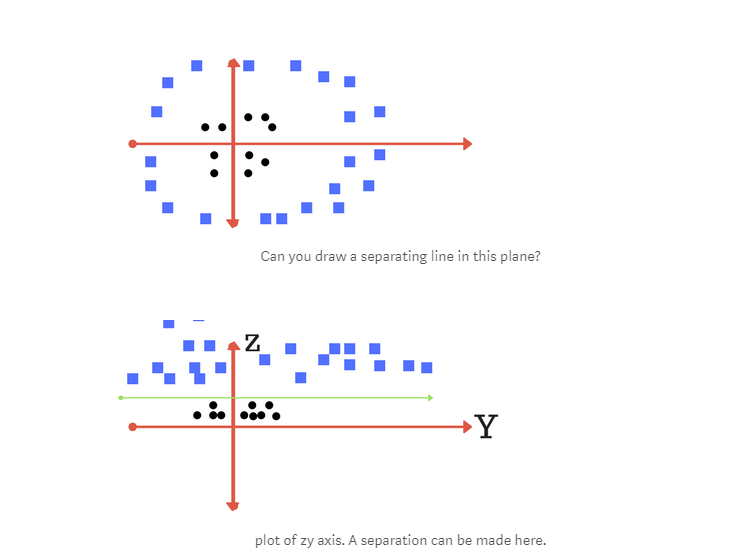 Can you draw a separating line in this plane?
Z
Y
plot of zy axis. A separation can be made here.